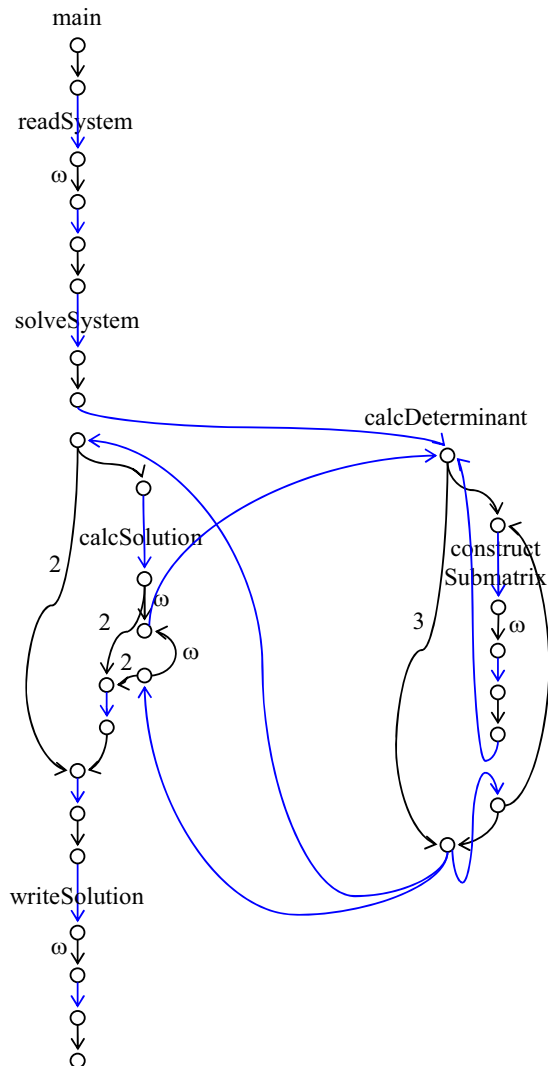 main
readSystem
ω
solveSystem
calcDeterminant
calcSolution
construct
Submatrix
2
ω
2
3
ω
2
ω
writeSolution
ω